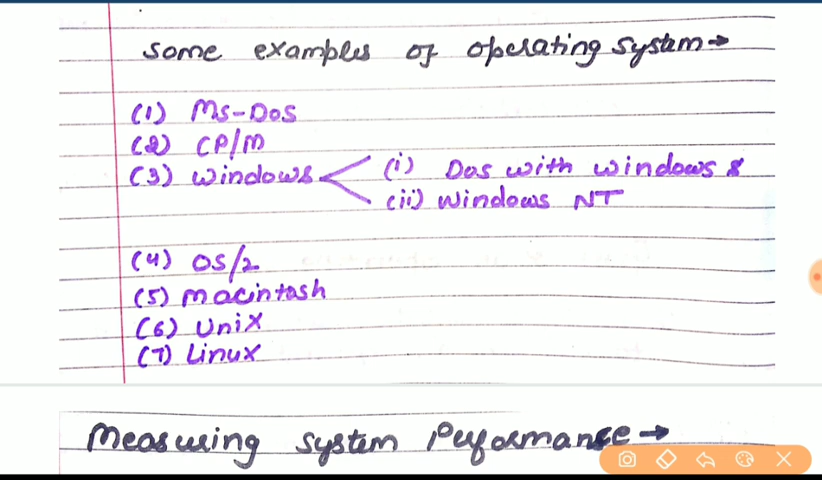 Some examples of operating system→
(1) MS-DOS
(2) CP/M
(3) Windows (i) Dos with windows &
(ii) Windows NT
(4) OS/2
(5) Macintosh
(6) Unix
(7) Linux
Measuring system Performance→